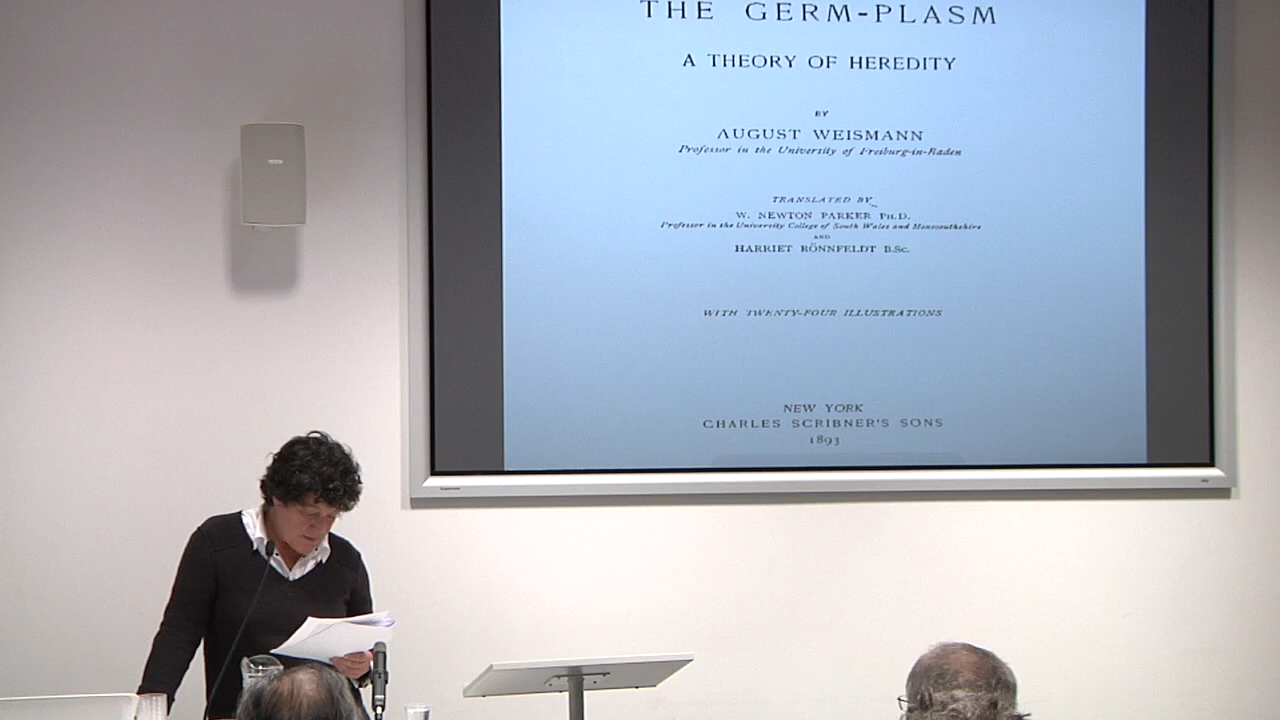 THE GERM-PLASM
A THEORY OF HEREDITY
BY
AUGUST WEISMANN
Professor in the University of Freiburg-in-Baden
TRANSLATED BY
W. NEWTON PARKER PH.D.
Professor in the University College of South Wales and Monmouthshire
AND
HARRIET RÖNNFELDT B.Sc.
WITH TWENTY-FOUR ILLUSTRATIONS
NEW YORK
CHARLES SCRIBNER'S SONS
1893